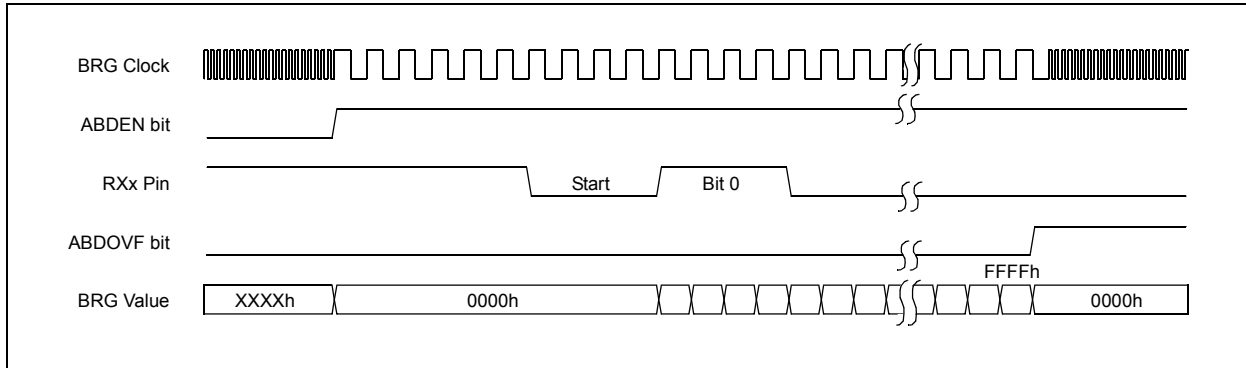 BRG Clock
ABDEN bit
RXx Pin
Start
Bit 0
ABDOVF bit
FFFFh
BRG Value
XXXXh
0000h
0000h